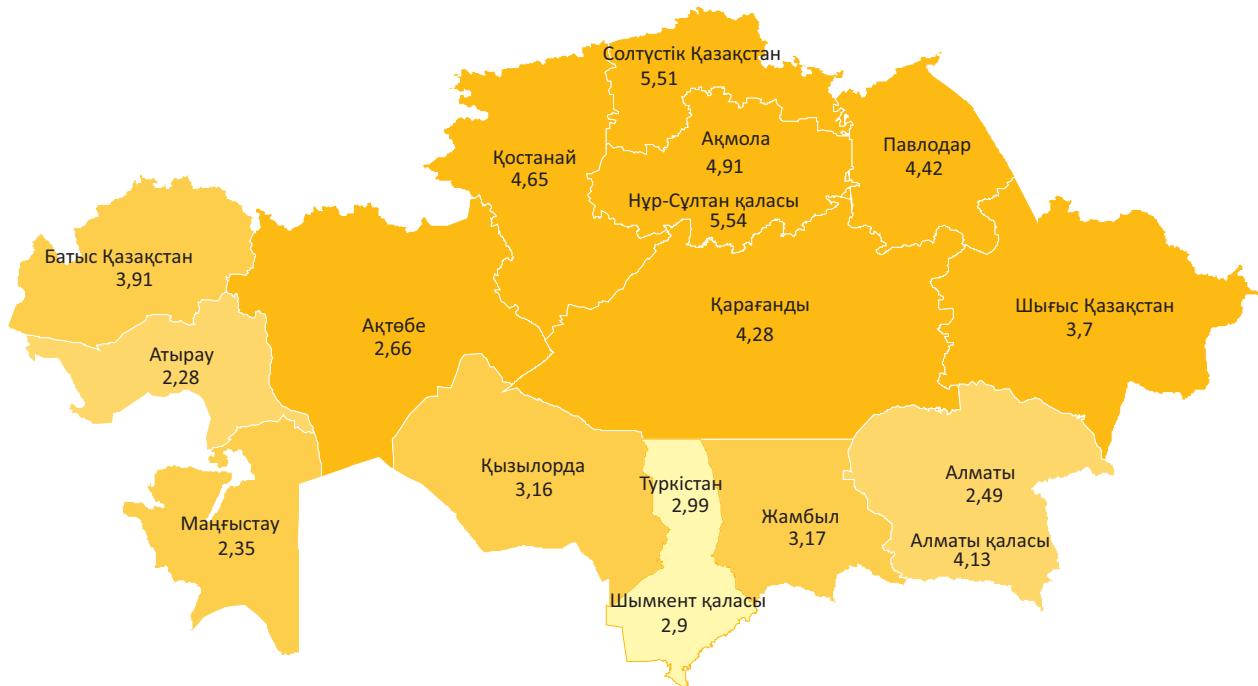 Солтүстік Қазақстан
5,51
Ақмола
4,91
Қостанай
4,65
Павлодар
4,42
Нұр-Сұлтан қаласы
5,54
Батыс Қазақстан
3,91
Қарағанды
4,28
Шығыс Қазақстан
3,7
Ақтөбе
2,66
Атырау
2,28
Қызылорда
3,16
Туркістан
2,99
Алматы
2,49
Маңғыстау
2,35
Жамбыл
3,17
Алматы қаласы
4,13
Шымкент қаласы
2,9